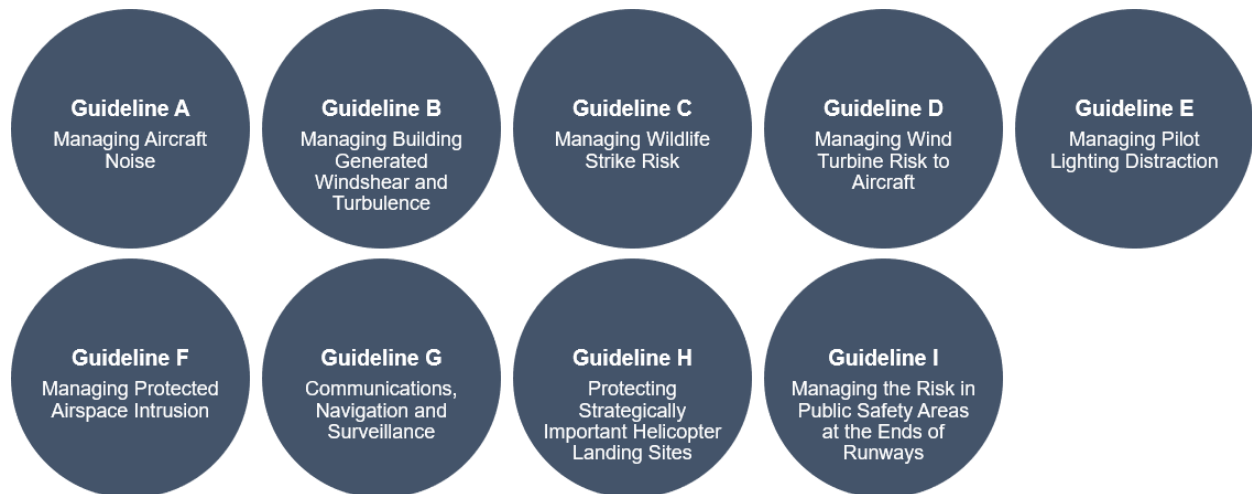 Guideline A
Managing Aircraft
Noise
Guideline B
Managing Building
Generated
Windshear and
Turbulence
Guideline C
Managing Wildlife
Strike Risk
Guideline D
Managing Wind
Turbine Risk to
Aircraft
Guideline E
Managing Pilot
Lighting Distraction
Guideline F
Managing Protected
Airspace Intrusion
Guideline G
Communications,
Navigation and
Surveillance
Guideline H
Protecting
Strategically
Important Helicopter
Landing Sites
Guideline I
Managing the Risk in
Public Safety Areas
at the Ends of
Runways